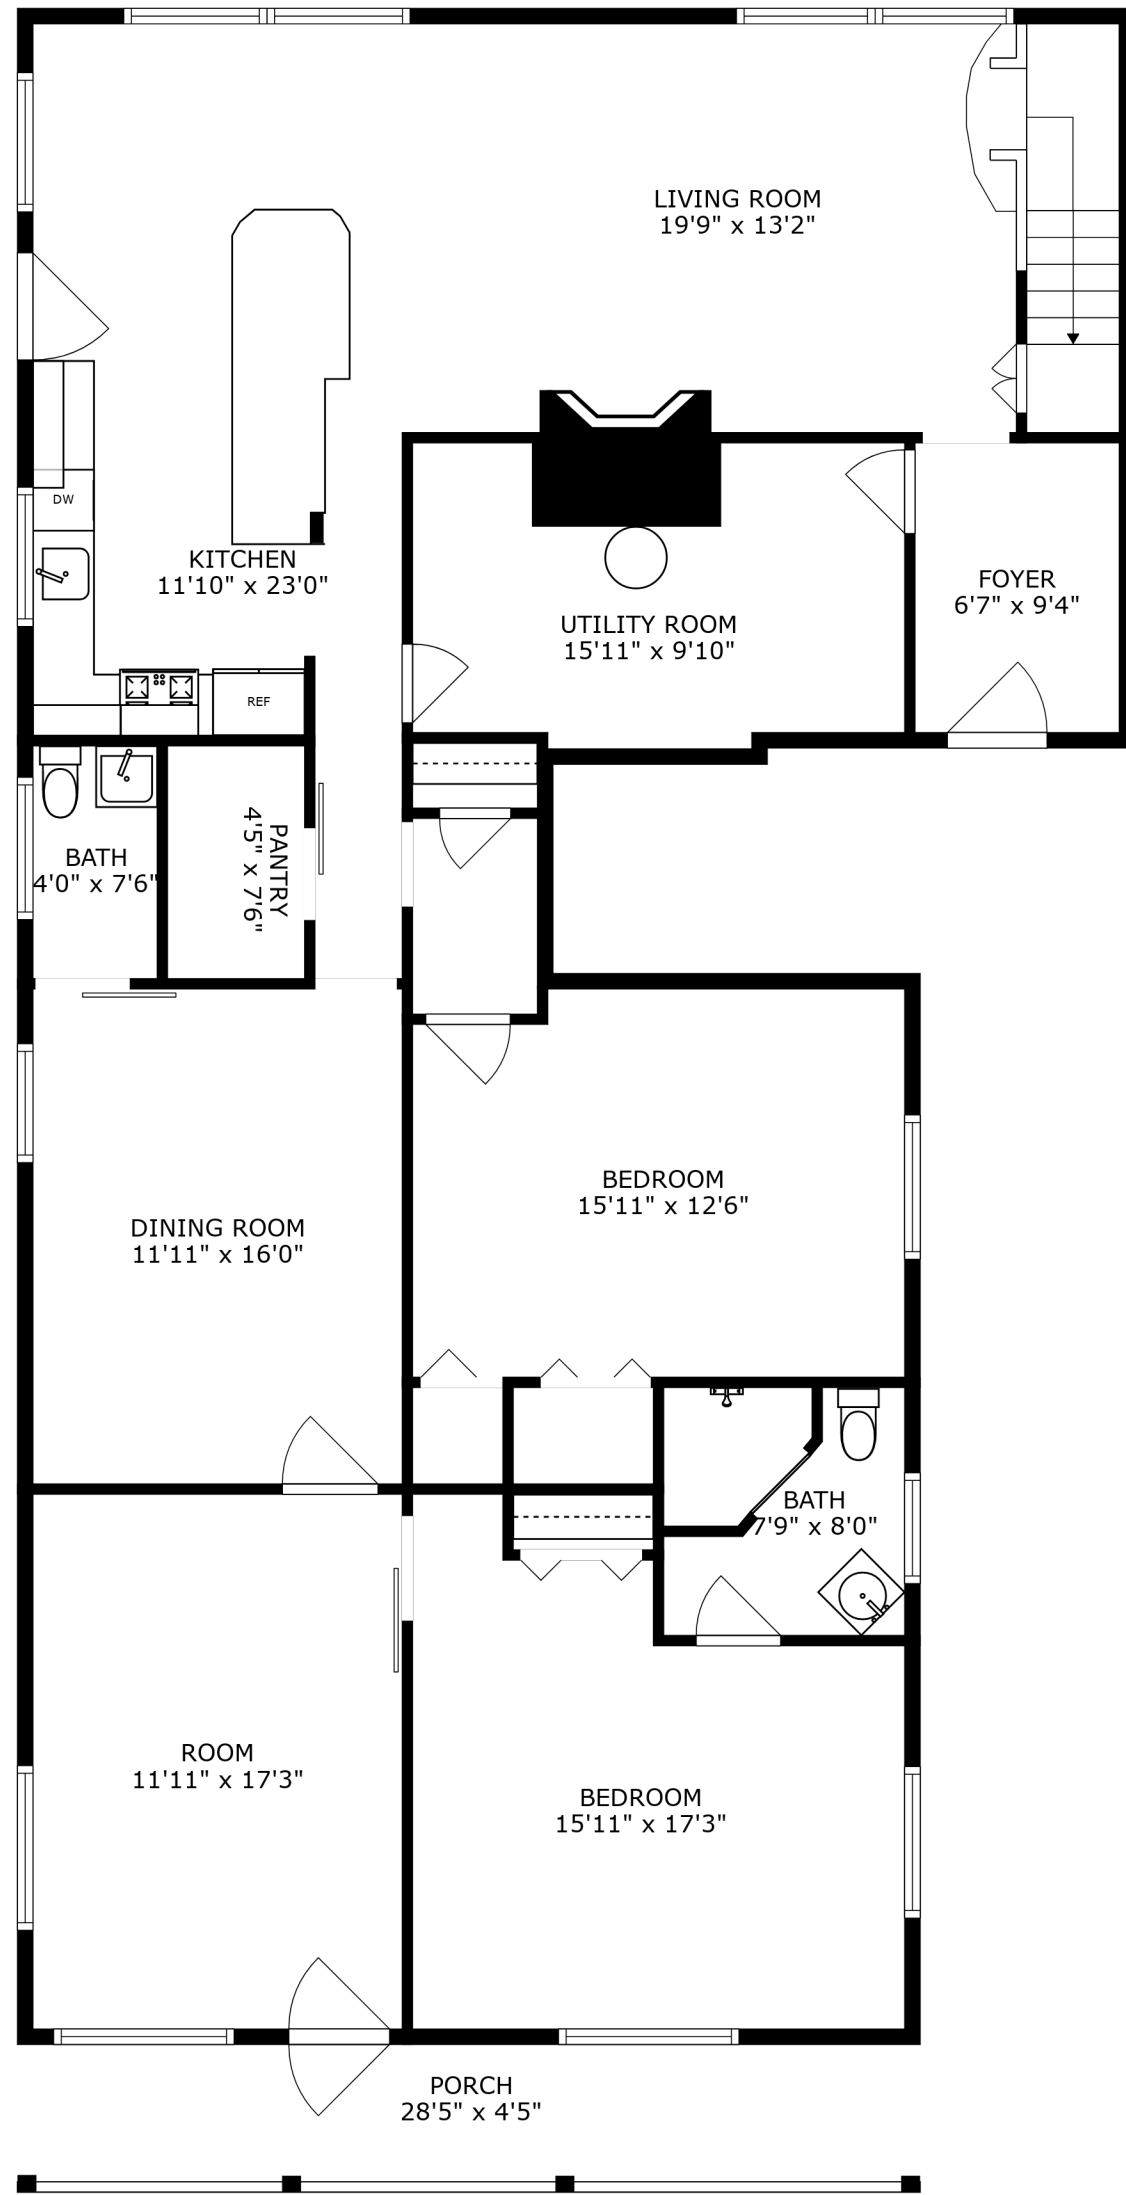 LIVING ROOM
19'9" x 13'2"
DW
KITCHEN
11'10" x 23'0"
FOYER
6'7" x 9'4"
UTILITY ROOM
15'11" x 9'10"
REF
PANTRY
4'5" x 7'6"
BATH
4'0" x 7'6"
BEDROOM
15'11" x 12'6"
DINING ROOM
11'11" x 16'0"
BATH
7'9" x 8'0"
ROOM
11'11" x 17'3"
BEDROOM
15'11" x 17'3"
PORCH
28'5" x 4'5"